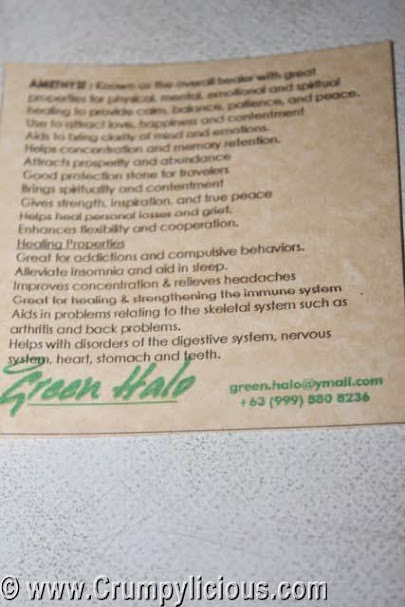 AMETHYST : Known as the overall healer with great
properties for physical, mental, emotional and spiritual
healing to provide calm, balance, patience, and peace.
Use to attract love, happiness and contentment
Aids to bring clarity of mind and emotions.
Helps concentration and memory retention.
Attracts prosperity and abundance
Good protection stone for travelers
Brings spirituality and contentment
Gives strength, inspiration, and true peace
Helps heal personal losses and grief.
Enhances flexibility and cooperation.
Healing Properties
Great for addictions and compulsive behaviors.
Alleviate insomnia and aid in sleep.
Improves concentration & relieves headaches
Great for healing & strengthening the immune system
Aids in problems relating to the skeletal system such as
arthritis and back problems.
Helps with disorders of the digestive system, nervous
system, heart, stomach and teeth.
Green Halo
green.halo@ymail.com
+63 (999) 880 8236
© www.Crumpylicious.com